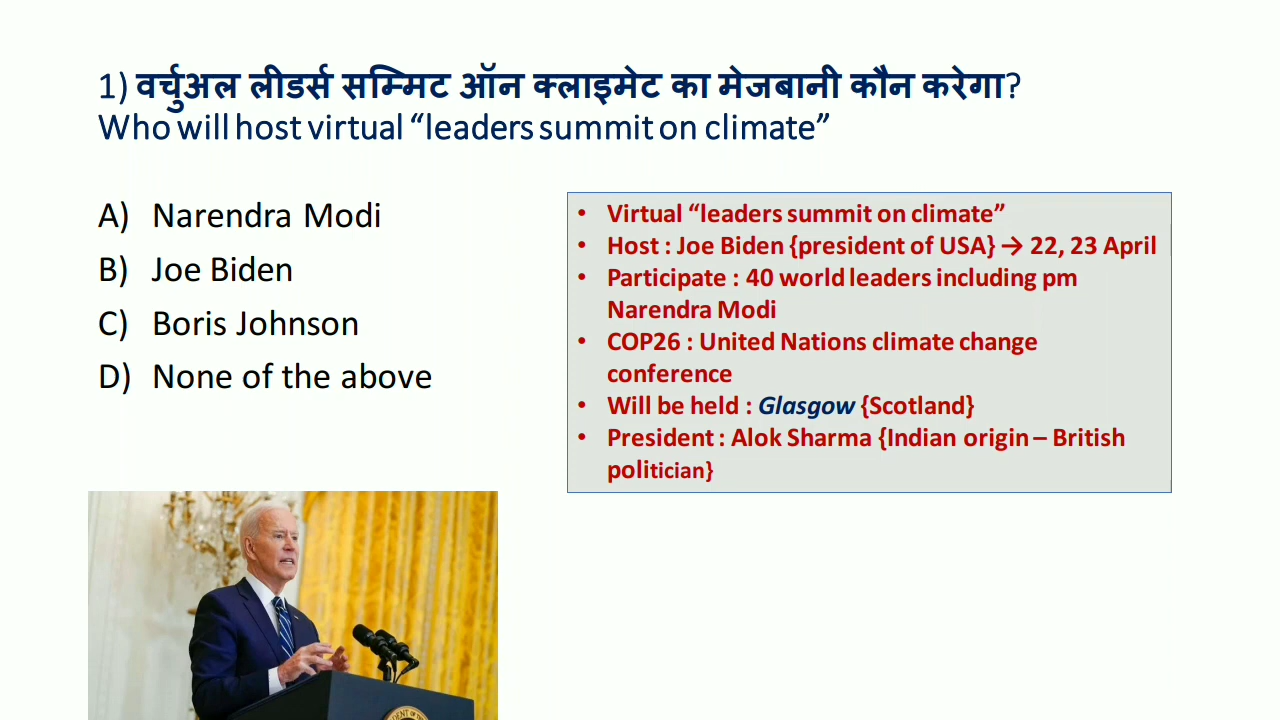 1) वर्चुअल लीडर्स सम्मिट ऑन क्लाइमेट का मेजबानी कौन करेगा?
Who will host virtual “leaders summit on climate”
A) Narendra Modi
B) Joe Biden
C) Boris Johnson
D) None of the above
• Virtual “leaders summit on climate”
• Host : Joe Biden {president of USA} → 22, 23 April
• Participate : 40 world leaders including pm
Narendra Modi
• COP26 : United Nations climate change
conference
• Will be held : Glasgow {Scotland}
• President : Alok Sharma {Indian origin – British
politician}